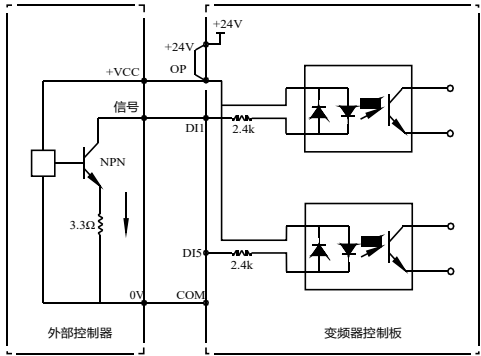 +24V
+24V
OP
+VCC
信号
DI1
2.4k
NPN
3.3Ω
DI5
2.4k
0V
COM
外部控制器
变频器控制板